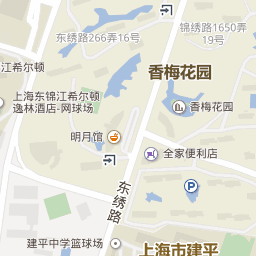 锦绣路1650弄
19号
东绣路266弄16号
江希尔顿
香梅花园
上海东锦江希尔顿
逸林酒店-网球场
香梅花园
明月馆
全家便利店
东绣路
建平中学篮球场
上海市建平